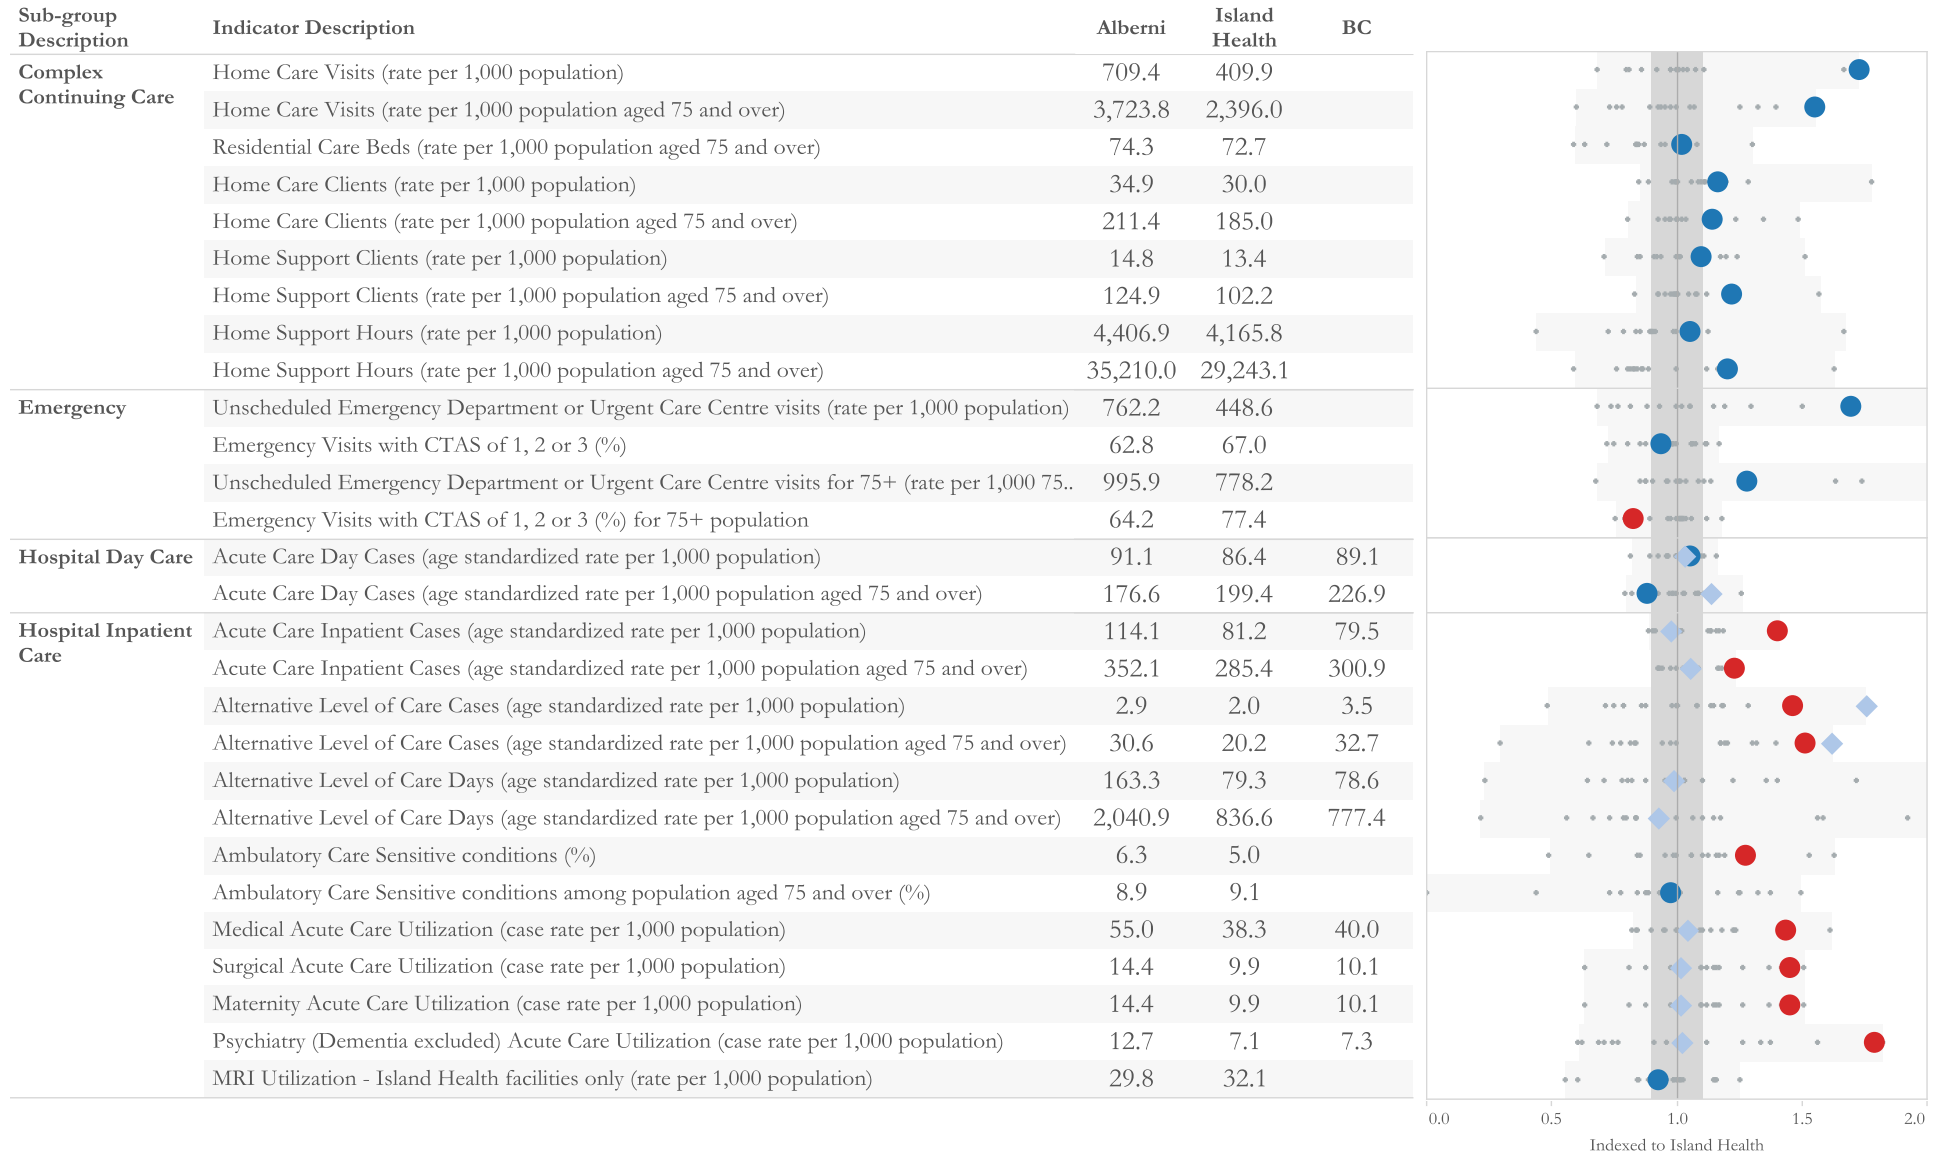 Sub-group Description Indicator Description Alberni Island Health BC
Complex Continuing Care Home Care Visits (rate per 1,000 population) 709.4 409.9
Home Care Visits (rate per 1,000 population aged 75 and over) 3,723.8 2,396.0
Residential Care Beds (rate per 1,000 population aged 75 and over) 74.3 72.7
Home Care Clients (rate per 1,000 population) 34.9 30.0
Home Care Clients (rate per 1,000 population aged 75 and over) 211.4 185.0
Home Support Clients (rate per 1,000 population) 14.8 13.4
Home Support Clients (rate per 1,000 population aged 75 and over) 124.9 102.2
Home Support Hours (rate per 1,000 population) 4,406.9 4,165.8
Home Support Hours (rate per 1,000 population aged 75 and over) 35,210.0 29,243.1
Emergency Unscheduled Emergency Department or Urgent Care Centre visits (rate per 1,000 population) 762.2 448.6
Emergency Visits with CTAS of 1, 2 or 3 (%) 62.8 67.0
Unscheduled Emergency Department or Urgent Care Centre visits for 75+ (rate per 1,000 75.. 995.9 778.2
Emergency Visits with CTAS of 1, 2 or 3 (%) for 75+ population 64.2 77.4
Hospital Day Care Acute Care Day Cases (age standardized rate per 1,000 population) 91.1 86.4 89.1
Acute Care Day Cases (age standardized rate per 1,000 population aged 75 and over) 176.6 199.4 226.9
Hospital Inpatient Care Acute Care Inpatient Cases (age standardized rate per 1,000 population) 114.1 81.2 79.5
Acute Care Inpatient Cases (age standardized rate per 1,000 population aged 75 and over) 352.1 285.4 300.9
Alternative Level of Care Cases (age standardized rate per 1,000 population) 2.9 2.0 3.5
Alternative Level of Care Cases (age standardized rate per 1,000 population aged 75 and over) 30.6 20.2 32.7
Alternative Level of Care Days (age standardized rate per 1,000 population) 163.3 79.3 78.6
Alternative Level of Care Days (age standardized rate per 1,000 population aged 75 and over) 2,040.9 836.6 777.4
Ambulatory Care Sensitive conditions (%) 6.3 5.0
Ambulatory Care Sensitive conditions among population aged 75 and over (%) 8.9 9.1
Medical Acute Care Utilization (case rate per 1,000 population) 55.0 38.3 40.0
Surgical Acute Care Utilization (case rate per 1,000 population) 14.4 9.9 10.1
Maternity Acute Care Utilization (case rate per 1,000 population) 14.4 9.9 10.1
Psychiatry (Dementia excluded) Acute Care Utilization (case rate per 1,000 population) 12.7 7.1 7.3
MRI Utilization - Island Health facilities only (rate per 1,000 population) 29.8 32.1
0.0 0.5 1.0 1.5 2.0
Indexed to Island Health